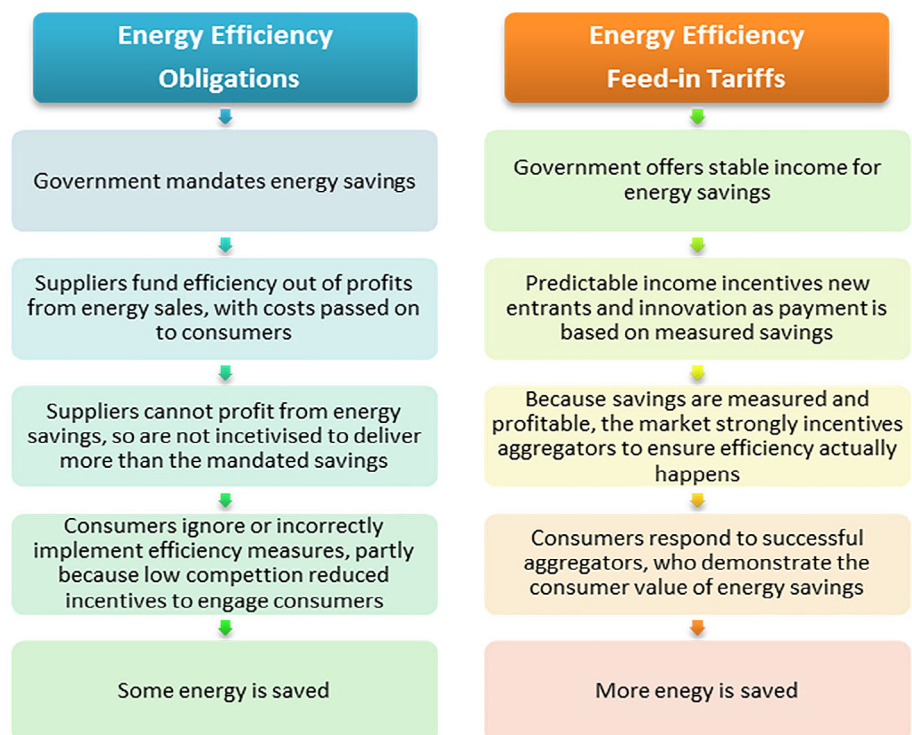 Energy Efficiency
Obligations
Government mandates energy savings
Suppliers fund efficiency out of profits
from energy sales, with costs passed on
to consumers
Suppliers cannot profit from energy
savings, so are not incetivised to deliver
more than the mandated savings
Consumers ignore or incorrectly
implement efficiency measures, partly
because low compettion reduced
incentives to engage consumers
Some energy is saved
Energy Efficiency
Feed-in Tariffs
Government offers stable income for
energy savings
Predictable income incentives new
entrants and innovation as payment is
based on measured savings
Because savings are measured and
profitable, the market strongly incentives
aggregators to ensure efficiency actually
happens
Consumers respond to successful
aggregators, who demonstrate the
consumer value of energy savings
More enegy is saved